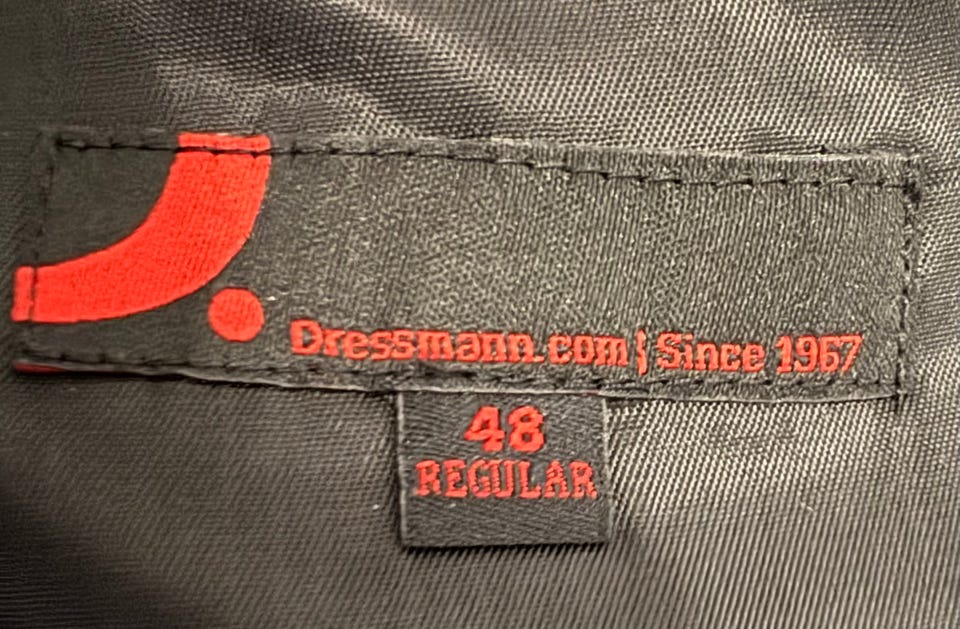 Dressmann.com | Since 1967
48
REGULAR